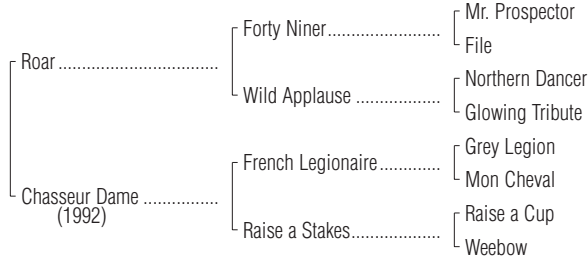 Mr. Prospector
Forty Niner
File
Roar
Northern Dancer
Wild Applause
Glowing Tribute
Grey Legion
French Legionaire
Mon Cheval
Chasseur Dame
(1992)
Raise a Cup
Raise a Stakes
Weebow